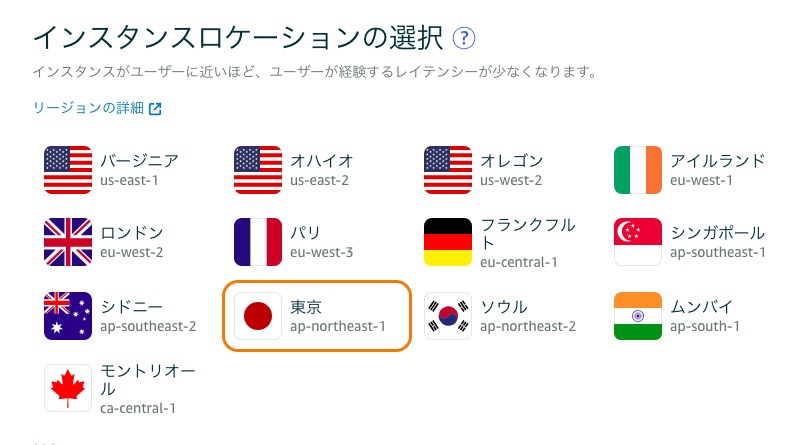 インスタンスロケーションの選択 ?
インスタンスがユーザーに近いほど、ユーザーが経験するレイテンシーが少なくなります。
リージョンの詳細
バージニア
us-east-1
オハイオ
us-east-2
オレゴン
us-west-2
アイルランド
eu-west-1
ロンドン
eu-west-2
パリ
eu-west-3
フランクフル
ト
eu-central-1
シンガポール
ap-southeast-1
シドニー
ap-southeast-2
東京
ap-northeast-1
ソウル
ap-northeast-2
ムンバイ
ap-south-1
モントリオー
ル
ca-central-1